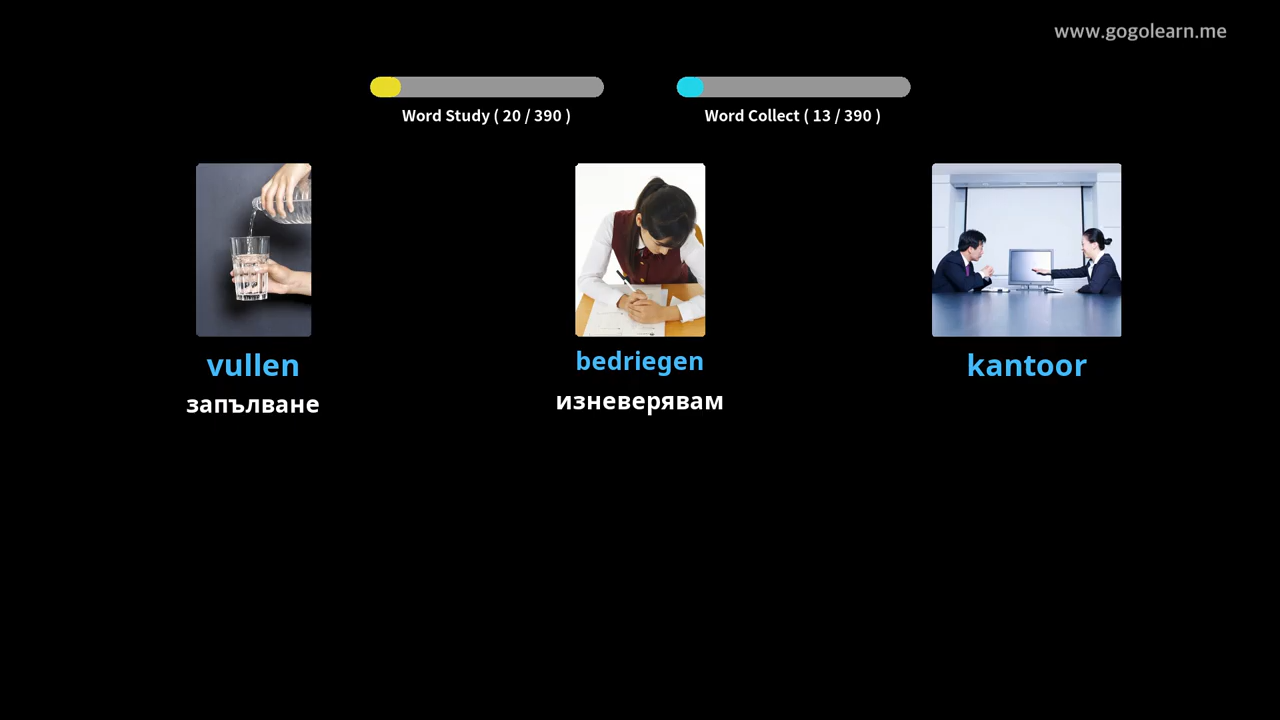 www.gogolearn.me
Word Study ( 20 / 390 )
Word Collect ( 13 / 390 )
vullen
запълване
bedriegen
изневерявам
kantoor